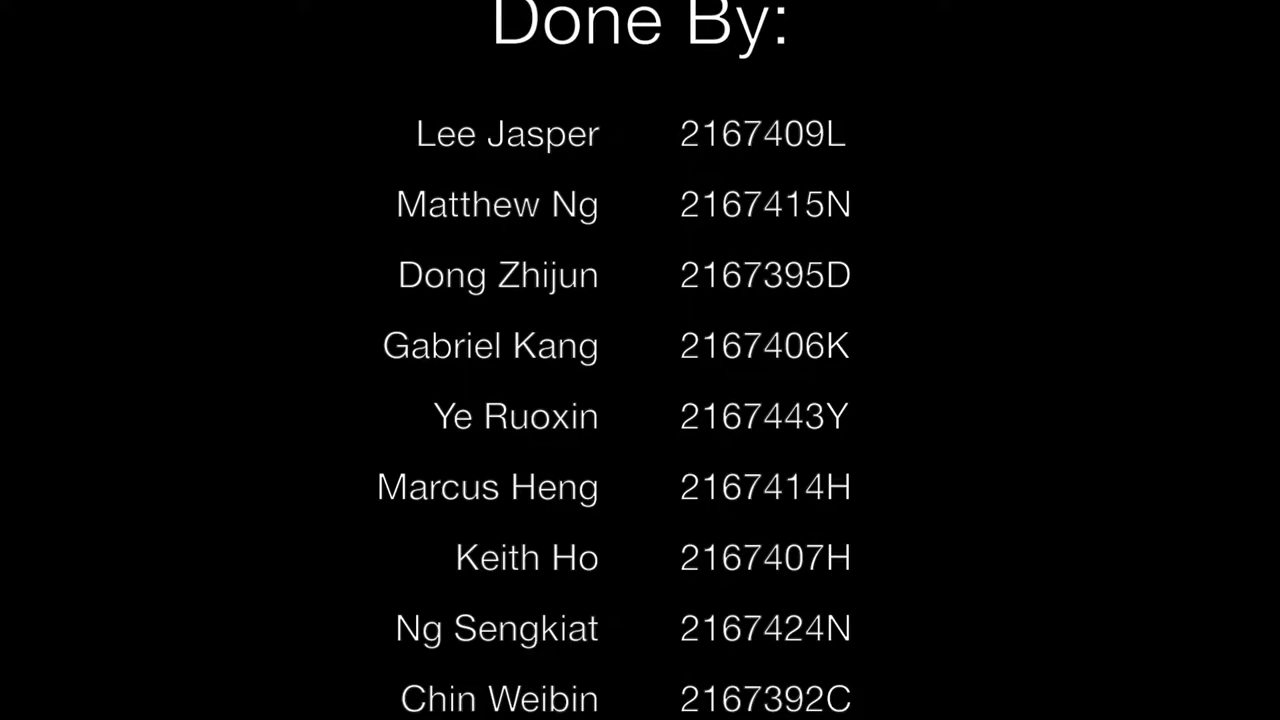 Done By:
Lee Jasper 2167409L
Matthew Ng 2167415N
Dong Zhijun 2167395D
Gabriel Kang 2167406K
Ye Ruoxin 2167443Y
Marcus Heng 2167414H
Keith Ho 2167407H
Ng Sengkiat 2167424N
Chin Weibin 2167392C